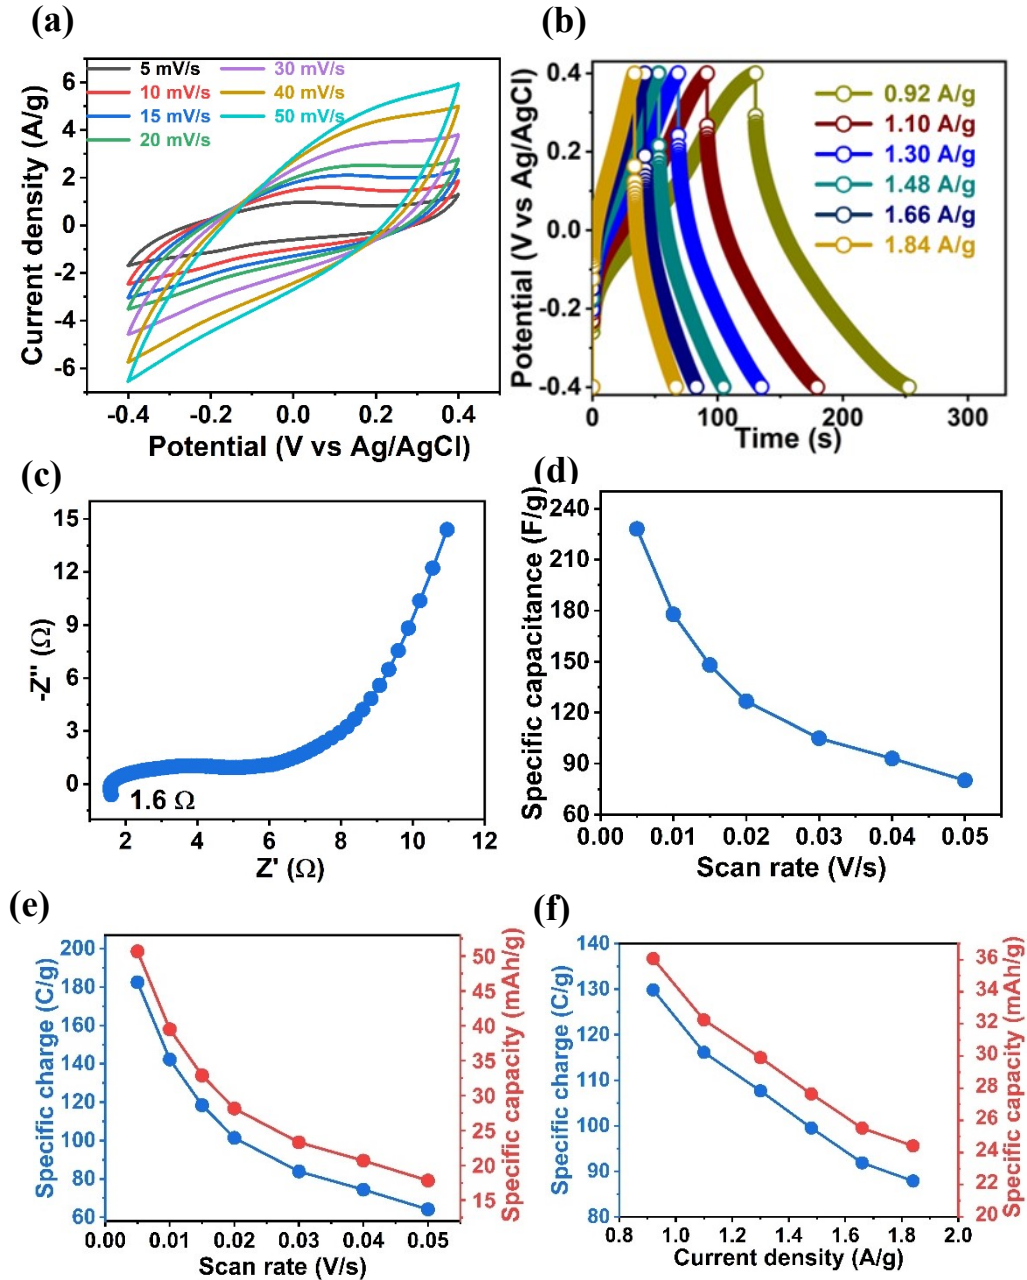 (a)
5 mV/s
10 mV/s
15 mV/s
20 mV/s
30 mV/s
40 mV/s
50 mV/s
Current density (A/g)
6
4
2
0
-2
-4
-6
-0.4 -0.2 0.0 0.2 0.4
Potential (V vs Ag/AgCl)
(b)
0.92 A/g
1.10 A/g
1.30 A/g
1.48 A/g
1.66 A/g
1.84 A/g
Potential (V vs Ag/AgCl)
0.4
0.2
0.0
-0.2
-0.4
0 100 200 300
Time (s)
(c)
-Z'' (Ω)
15
12
9
6
3
0
1.6 Ω
2 4 6 8 10 12
Z' (Ω)
(d)
Specific capacitance (F/g)
240
210
180
150
120
90
60
0.00 0.01 0.02 0.03 0.04 0.05
Scan rate (V/s)
(e)
Specific charge (C/g)
200
180
160
140
120
100
80
60
Specific capacity (mAh/g)
50
45
40
35
30
25
20
15
0.00 0.01 0.02 0.03 0.04 0.05
Scan rate (V/s)
(f)
Specific charge (C/g)
140
130
120
110
100
90
80
Specific capacity (mAh/g)
36
34
32
30
28
26
24
22
20
0.8 1.0 1.2 1.4 1.6 1.8 2.0
Current density (A/g)